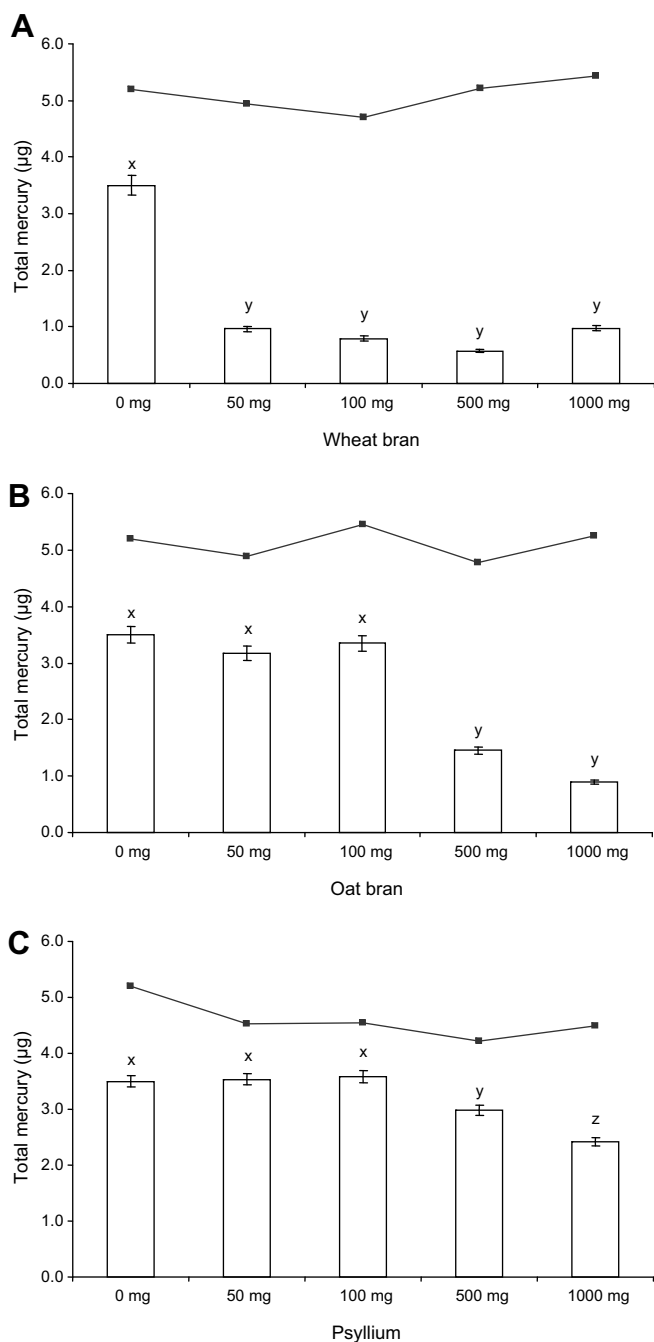 A
Total mercury (µg)
6.0
5.0
4.0
3.0
2.0
1.0
0.0
x
y
y
y
y
0 mg 50 mg 100 mg 500 mg 1000 mg
Wheat bran
B
Total mercury (µg)
6.0
5.0
4.0
3.0
2.0
1.0
0.0
x
x
x
y
y
0 mg 50 mg 100 mg 500 mg 1000 mg
Oat bran
C
Total mercury (µg)
6.0
5.0
4.0
3.0
2.0
1.0
0.0
x
x
x
y
z
0 mg 50 mg 100 mg 500 mg 1000 mg
Psyllium